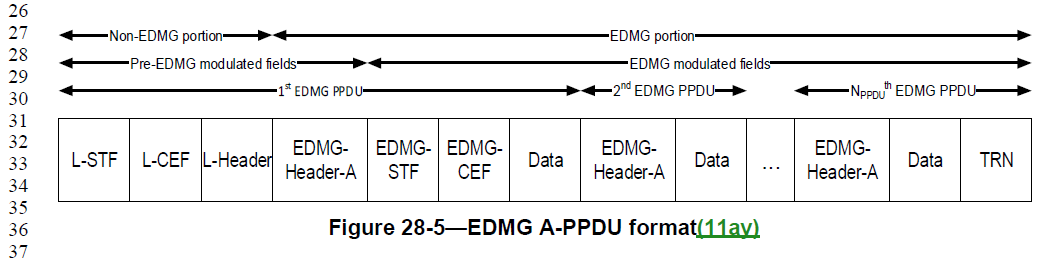 26
27
Non-EDMG portion EDMG portion
28
Pre-EDMG modulated fields EDMG modulated fields
29
1st EDMG PPDU 2nd EDMG PPDU NPPDUth EDMG PPDU
30
31
32
L-STF L-CEF L-Header EDMG-Header-A EDMG-STF EDMG-CEF Data EDMG-Header-A Data ... EDMG-Header-A Data TRN
33
34
35
Figure 28-5—EDMG A-PPDU format(11ay)
36
37